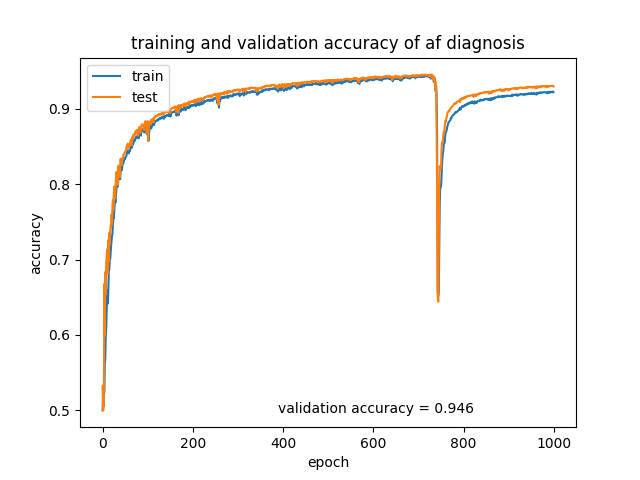 training and validation accuracy of af diagnosis
train
test
0.9
0.8
0.7
0.6
0.5
accuracy
validation accuracy = 0.946
0 200 400 600 800 1000
epoch